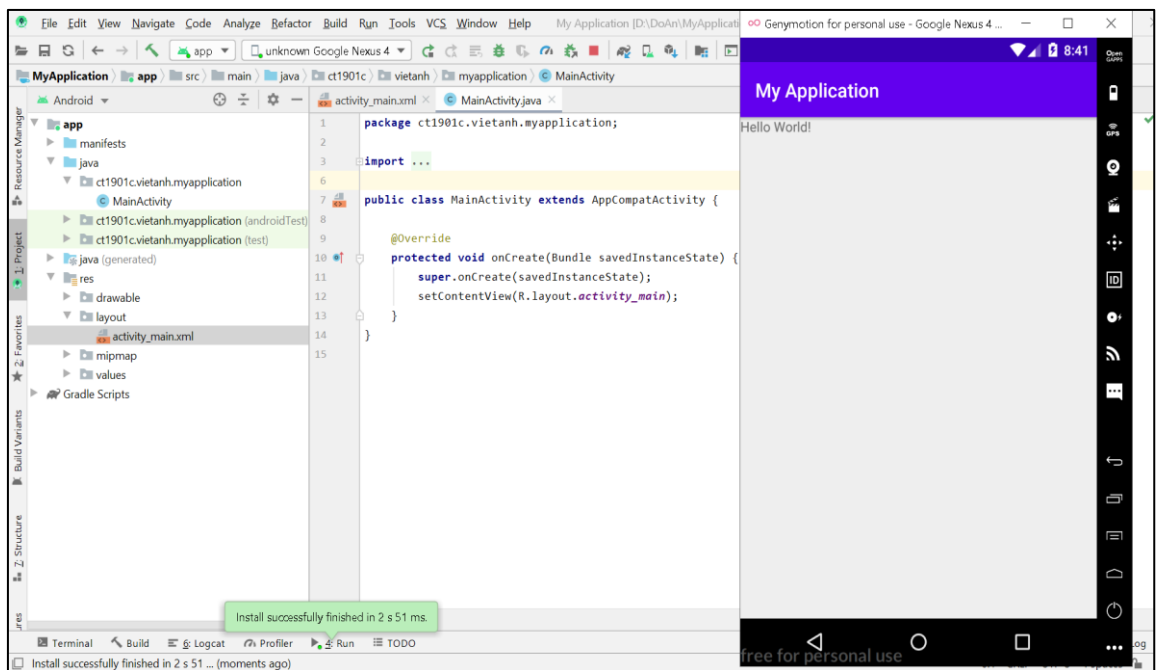 File Edit View Navigate Code Analyze Refactor Build Run Tools VCS Window Help My Application [D:\DoAn\MyApplicati
app unknown Google Nexus 4
MyApplication app src main java ct1901c vietanh myapplication MainActivity
Android
activity_main.xml MainActivity.java
app
manifests
java
ct1901c.vietanh.myapplication
MainActivity
ct1901c.vietanh.myapplication (androidTest)
ct1901c.vietanh.myapplication (test)
java (generated)
res
drawable
layout
activity_main.xml
mipmap
values
Gradle Scripts
Resource Manager
1: Project
2: Favorites
Build Variants
7: Structure
1 package ct1901c.vietanh.myapplication;
2
3 import ...
6
7 public class MainActivity extends AppCompatActivity {
8
9 @Override
10 protected void onCreate(Bundle savedInstanceState) {
11 super.onCreate(savedInstanceState);
12 setContentView(R.layout.activity_main);
13 }
14 }
15
Install successfully finished in 2 s 51 ms.
Terminal Build 6: Logcat Profiler 4: Run TODO
Install successfully finished in 2 s 51 ... (moments ago)
Genymotion for personal use - Google Nexus 4 ...
8:41
My Application
Hello World!
free for personal use
Open
GAPPS
GPS
ID